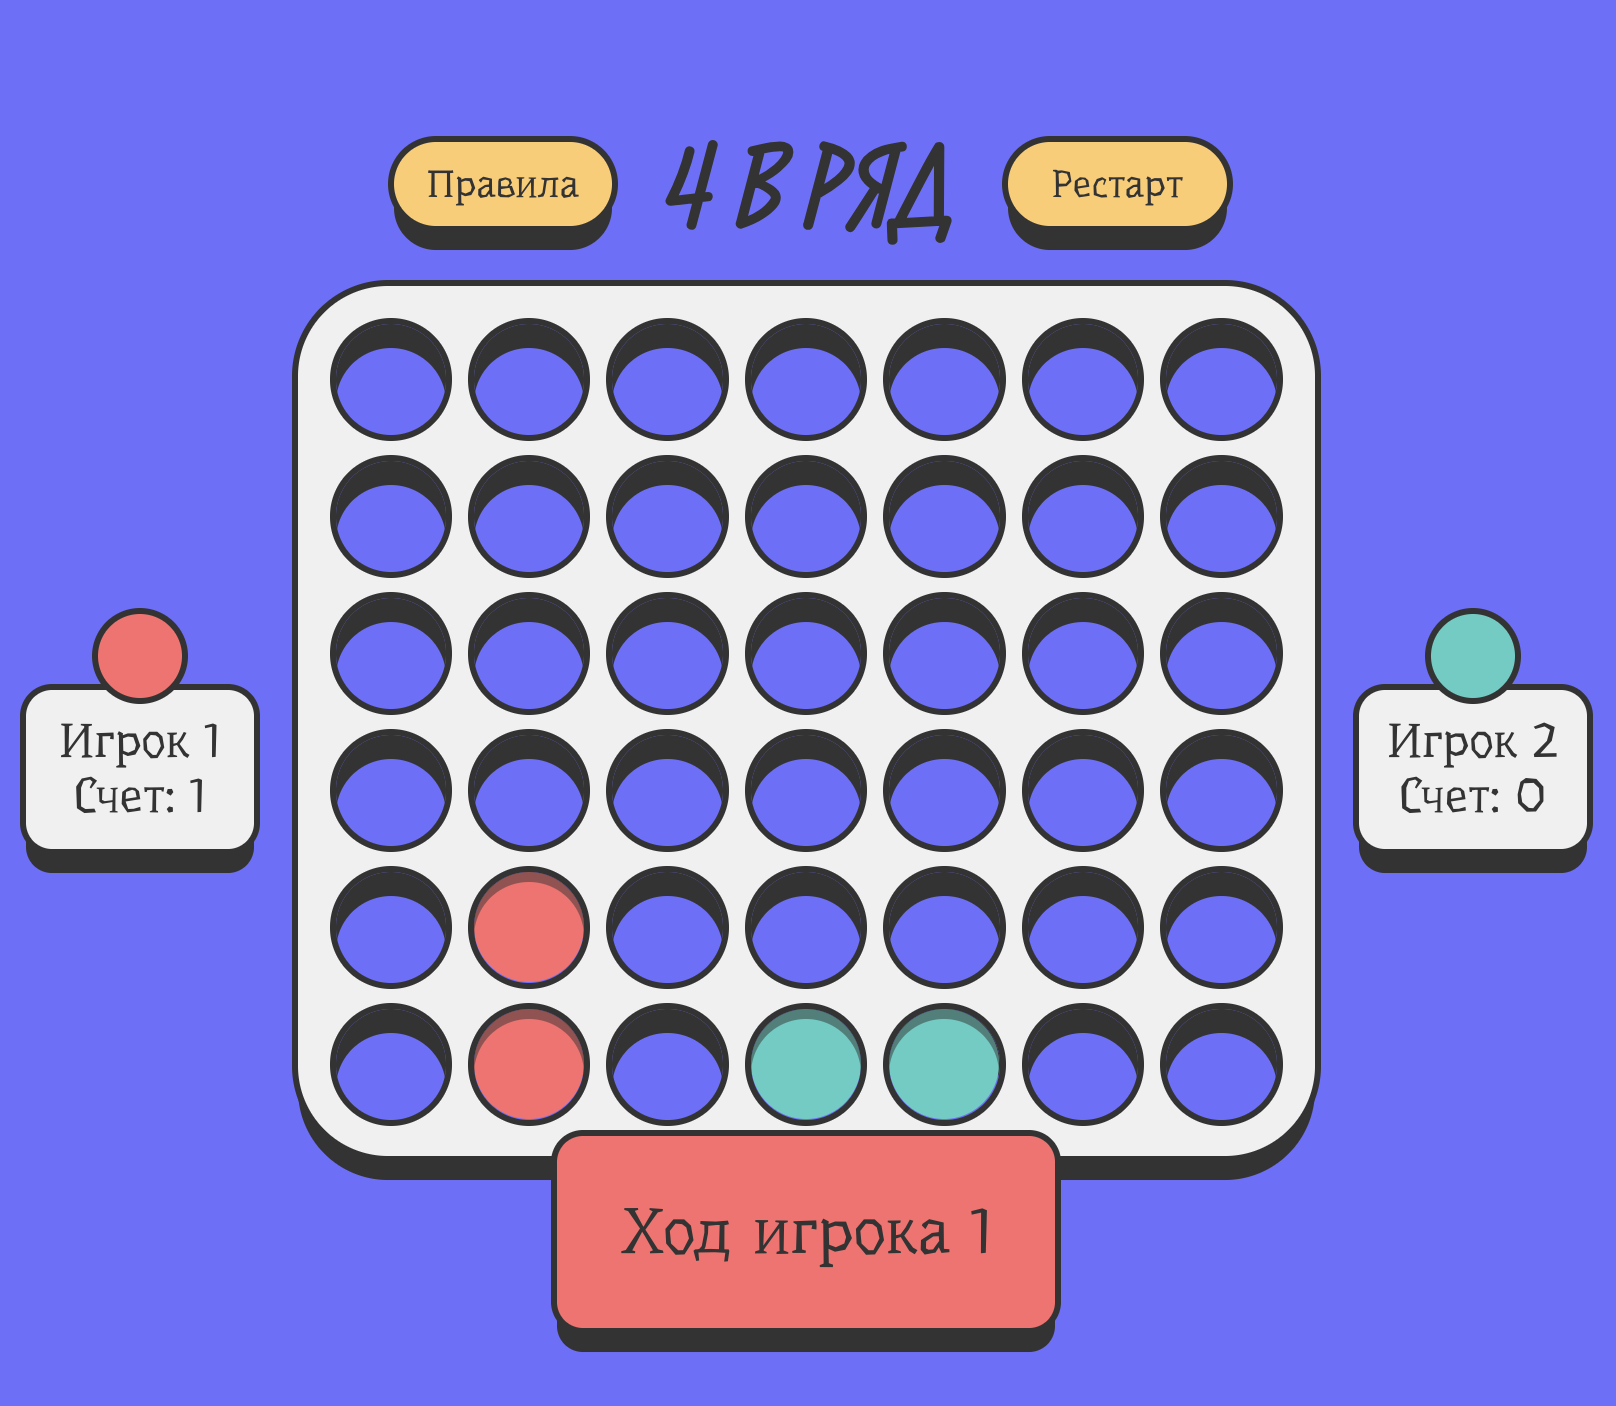 Правила
4 В РЯД
Рестарт
Игрок 1
Счет: 1
Игрок 2
Счет: 0
Ход игрока 1